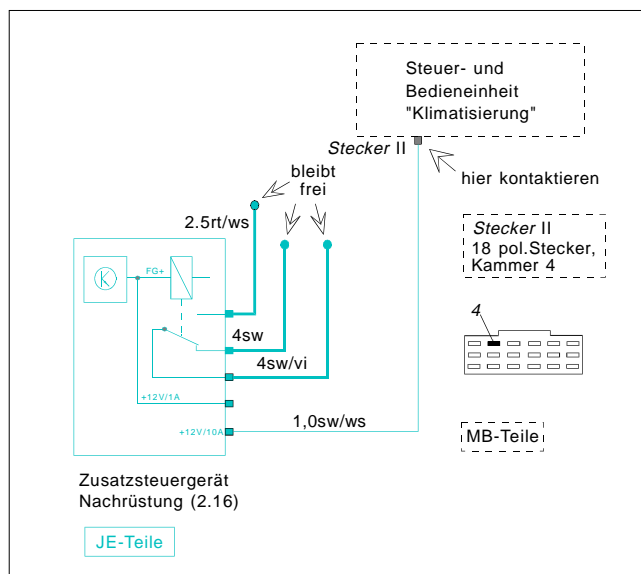 Steuer- und
Bedieneinheit
"Klimatisierung"
Stecker II
hier kontaktieren
bleibt
frei
2.5rt/ws
Stecker II
18 pol.Stecker,
Kammer 4
K
FG+
4
4sw
4sw/vi
+12V/1A
+12V/10A
1,0sw/ws
MB-Teile
Zusatzsteuergerät
Nachrüstung (2.16)
JE-Teile